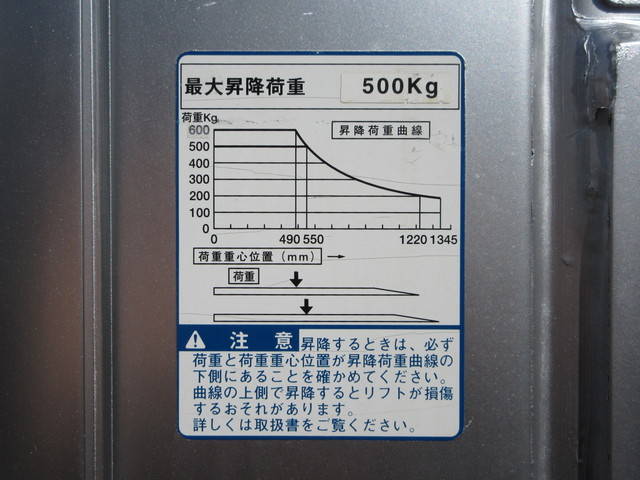 最大昇降荷重 500Kg
荷重Kg
昇降荷重曲線
600
500
400
300
200
100
0
0 490 550 1220 1345
荷重重心位置(mm)
荷重
注意 昇降するときは、必ず
荷重と荷重重心位置が昇降荷重曲線の
下側にあることを確かめてください。
曲線の上側で昇降するとリフトが損傷
するおそれがあります。
詳しくは取扱書をご覧ください。